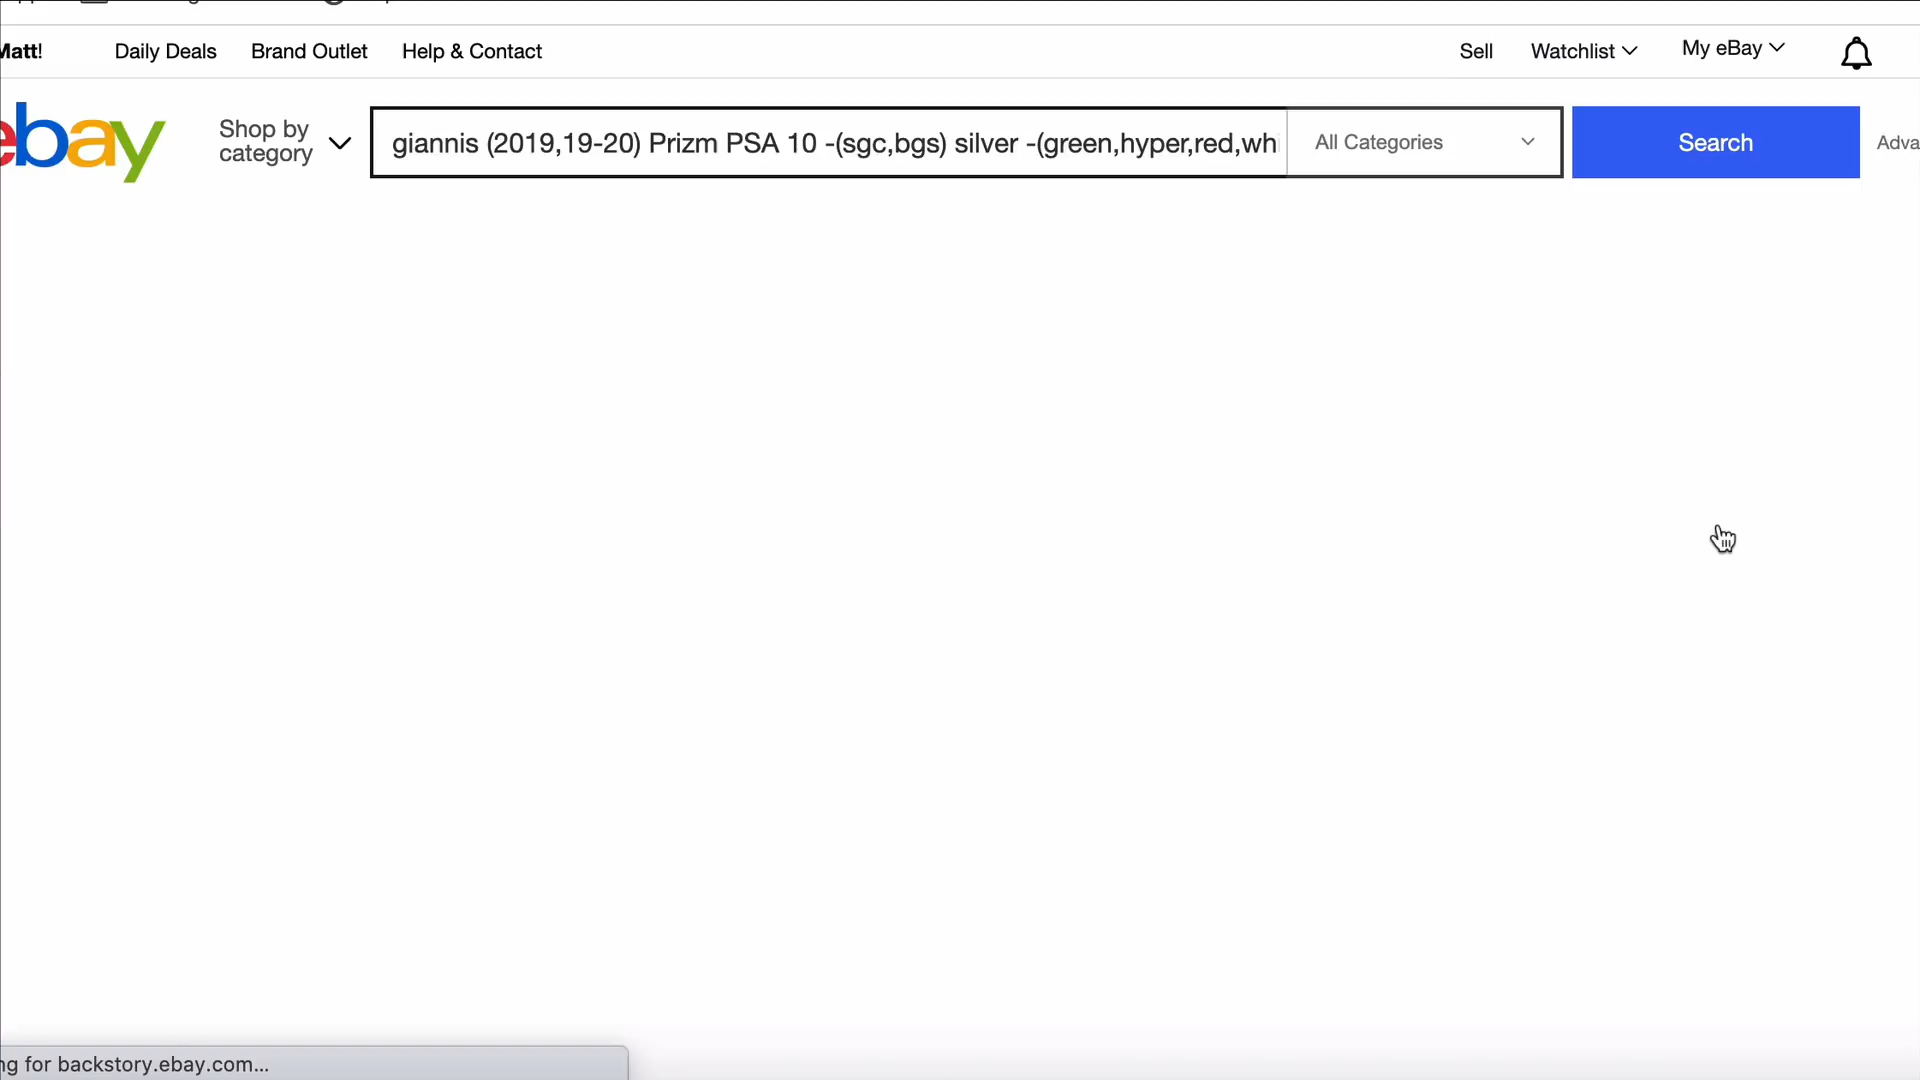 Matt!
Daily Deals
Brand Outlet
Help & Contact
Sell
Watchlist
My eBay
ebay
Shop by
category
giannis (2019,19-20) Prizm PSA 10 -(sgc,bgs) silver -(green,hyper,red,wh
All Categories
Search
Adva
ng for backstory.ebay.com...